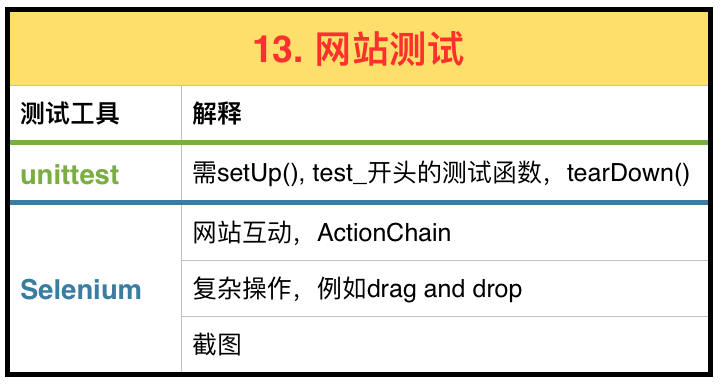 13. 网站测试
测试工具 解释
unittest 需setUp(), test_开头的测试函数，tearDown()
网站互动，ActionChain
Selenium 复杂操作，例如drag and drop
截图